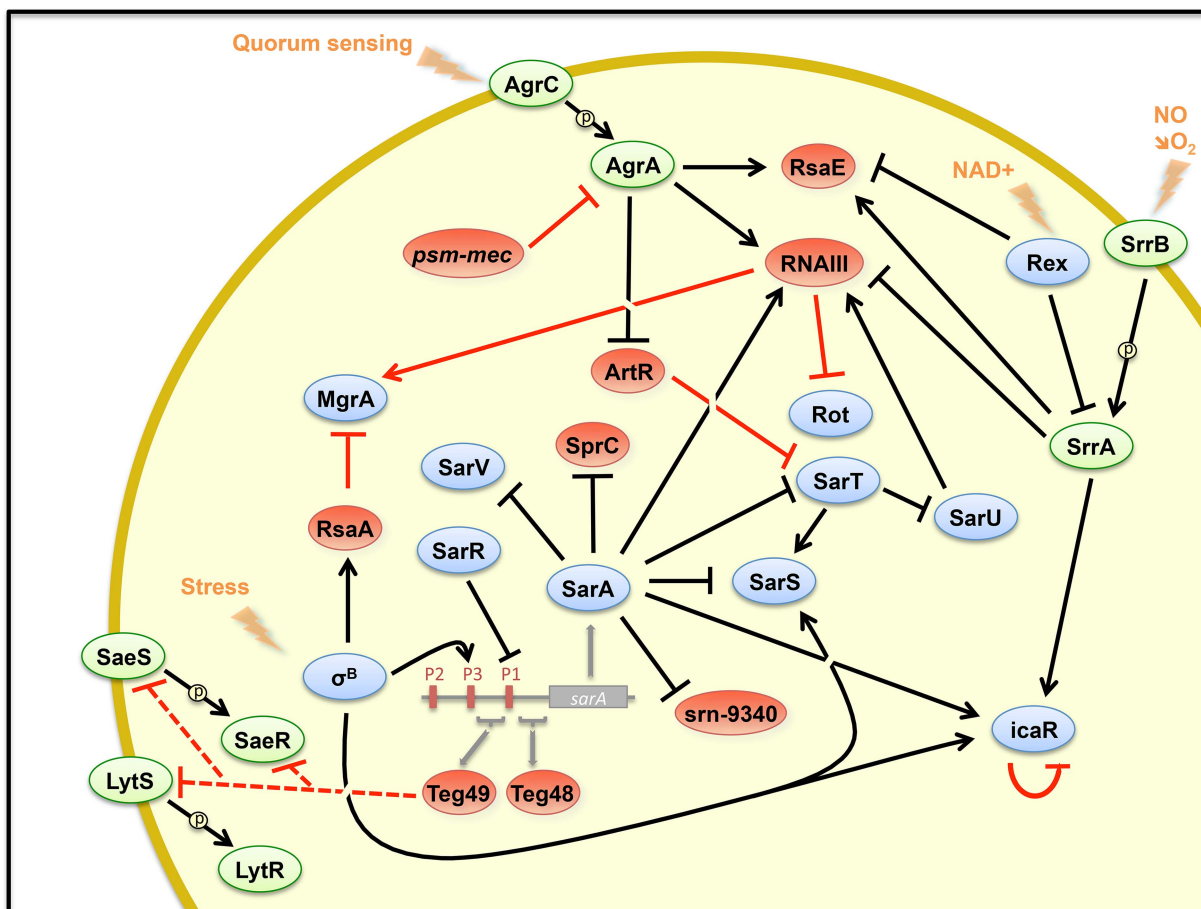 Quorum sensing
AgrC
p
NO
↘O₂
AgrA
RsaE
NAD+
psm-mec
RNAIII
Rex
SrrB
p
ArtR
MgrA
Rot
SprC
SrrA
SarV
SarT
RsaA
SarU
SarR
SarA
SarS
Stress
SaeS
σᴮ
P2 P3 P1
sarA
p
srn-9340
SaeR
icaR
LytS
Teg49
Teg48
p
LytR